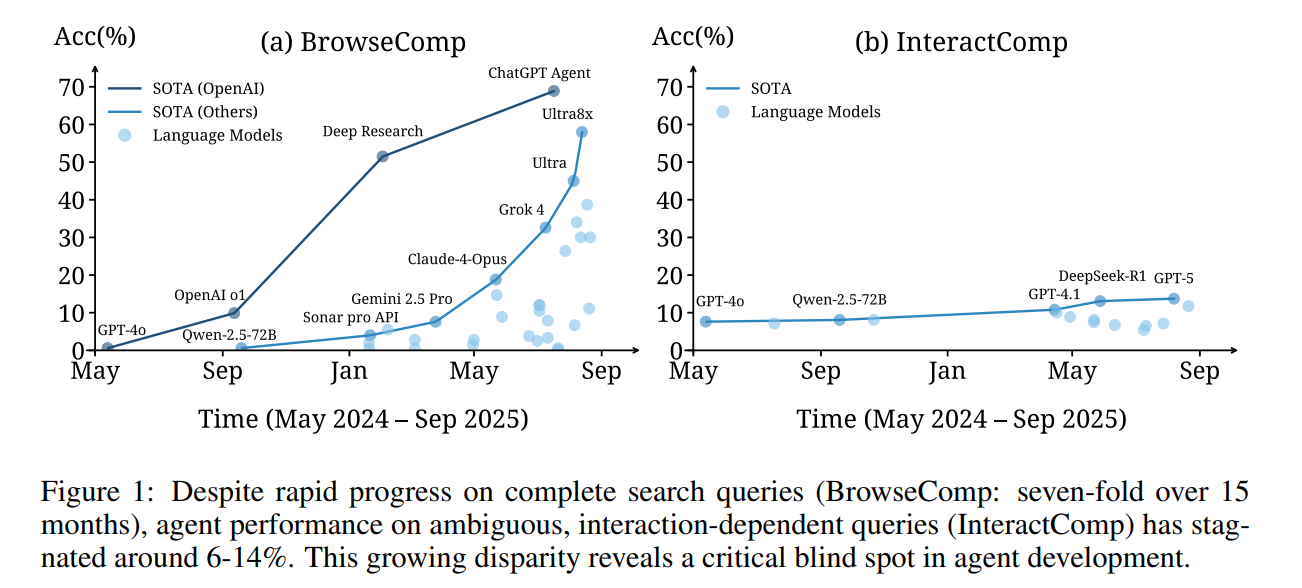 Acc(%)
(a) BrowseComp
70
60
50
40
30
20
10
0
SOTA (OpenAI)
SOTA (Others)
Language Models
ChatGPT Agent
Ultra8x
Deep Research
Ultra
Grok 4
Claude-4-Opus
OpenAI o1
Gemini 2.5 Pro
Sonar pro API
GPT-4o
Qwen-2.5-72B
May
Sep
Jan
May
Sep
Time (May 2024 – Sep 2025)
Acc(%)
(b) InteractComp
70
60
50
40
30
20
10
0
SOTA
Language Models
DeepSeek-R1
GPT-5
GPT-4o
Qwen-2.5-72B
GPT-4.1
May
Sep
Jan
May
Sep
Time (May 2024 – Sep 2025)
Figure 1: Despite rapid progress on complete search queries (BrowseComp: seven-fold over 15
months), agent performance on ambiguous, interaction-dependent queries (InteractComp) has stag-
nated around 6-14%. This growing disparity reveals a critical blind spot in agent development.